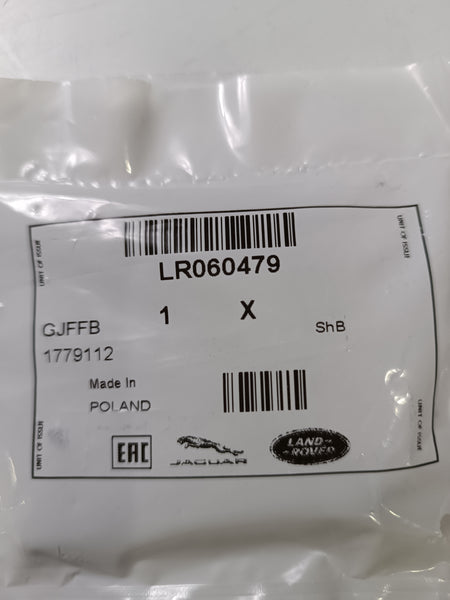 UNIT OF ISSUE
UNIT OF ISSUE
LR060479
1 X
GJFFB
ShB
1779112
Made In
POLAND
EAC
JAGUAR
LAND-
ROVER
UNIT OF ISSUE
UNIT OF ISSUE